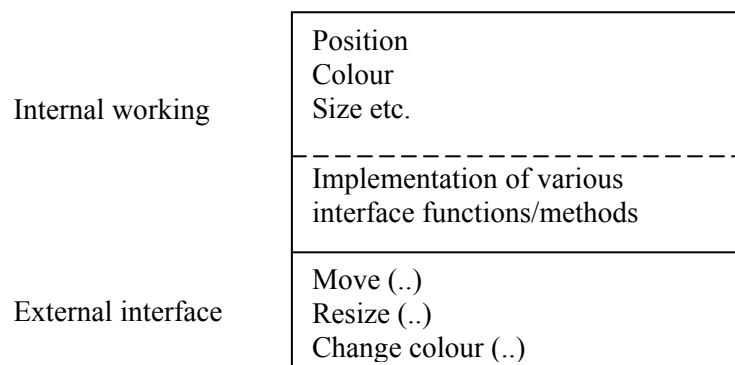 Internal working
Position
Colour
Size etc.
Implementation of various
interface functions/methods
External interface
Move (..)
Resize (..)
Change colour (..)